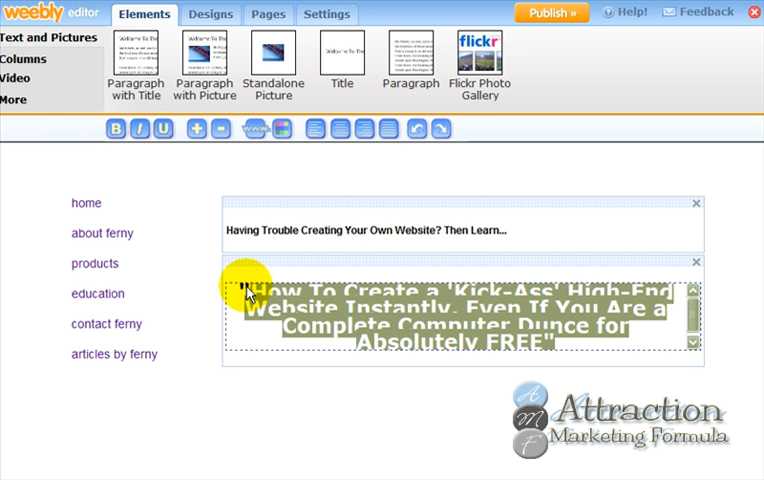 weebly editor
Elements
Designs
Pages
Settings
Publish »
Help!
Feedback
Text and Pictures
Columns
Video
More
Paragraph
with Title
Paragraph
with Picture
Standalone
Picture
Title
Paragraph
flickr
Flickr Photo
Gallery
B
I
U
www
home
about ferny
products
education
contact ferny
articles by ferny
Having Trouble Creating Your Own Website? Then Learn...
"How To Create a 'Kick-Ass' High-End
Website Instantly, Even If You Are a
Complete Computer Dunce for
Absolutely FREE"
A
M
F
Attraction
Marketing Formula